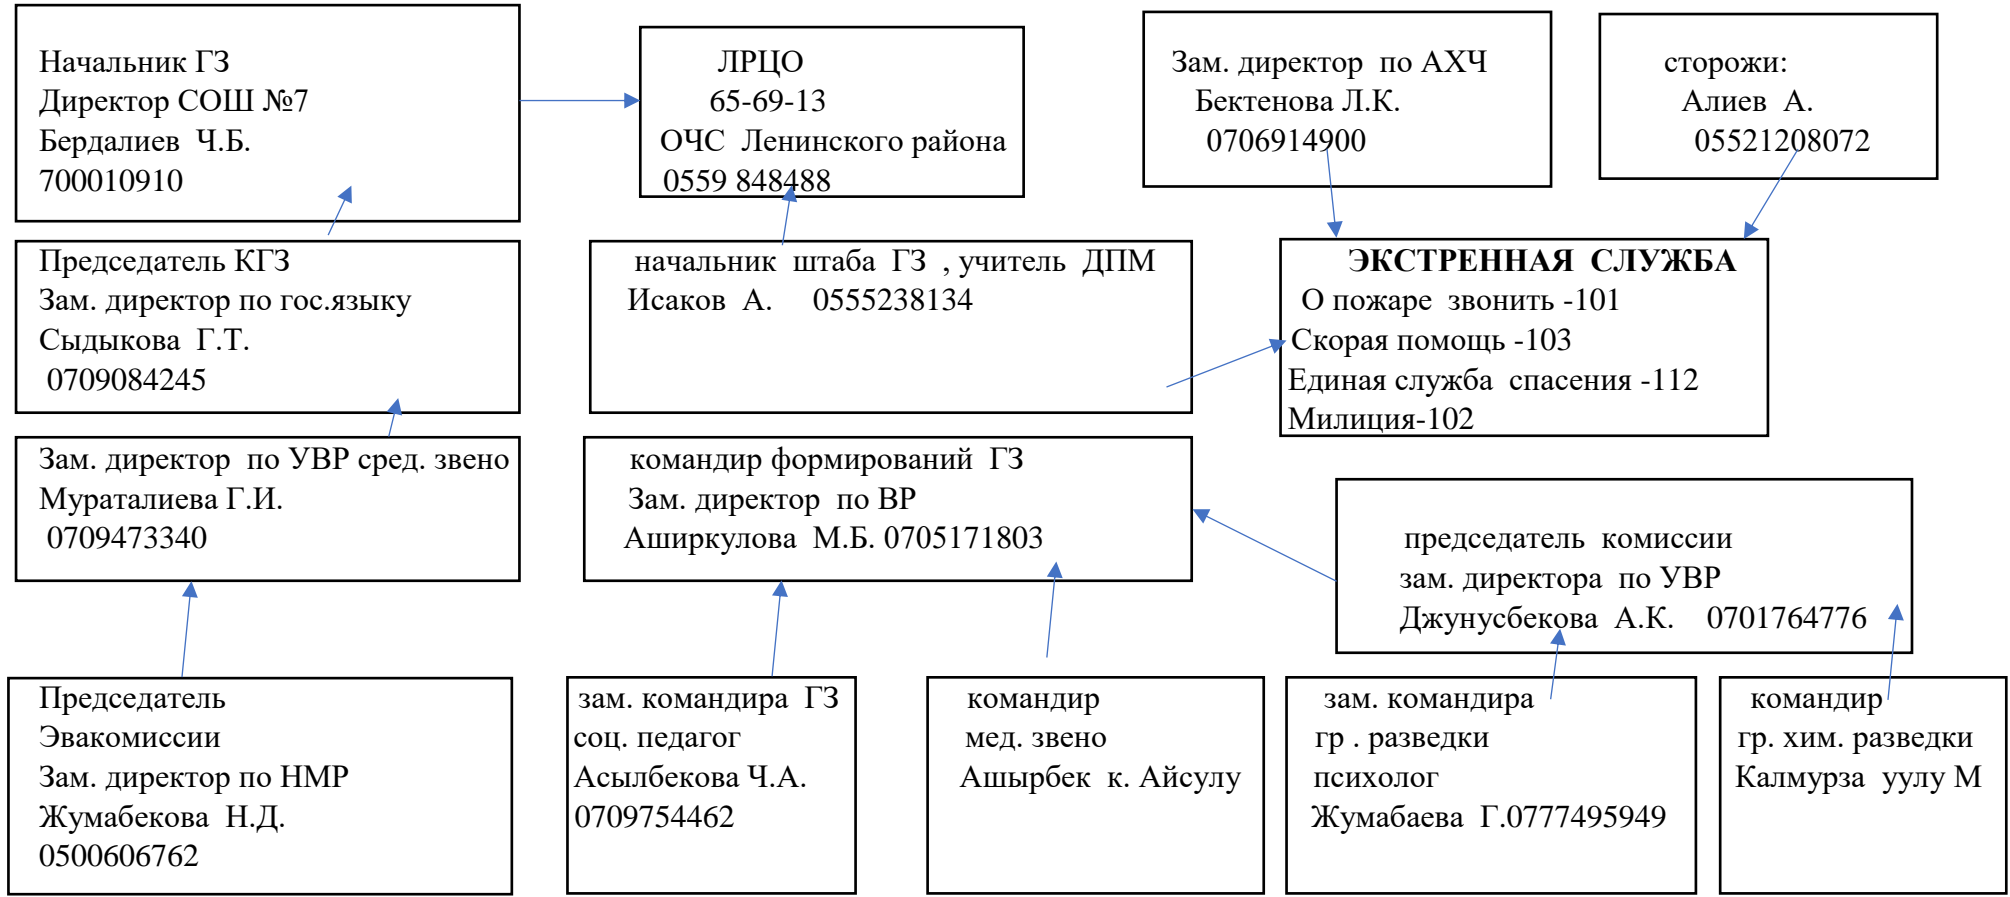 Начальник ГЗ
Директор СОШ №7
Бердалиев Ч.Б.
700010910
ЛРЦО
65-69-13
ОЧС Ленинского района
0559 848488
Зам. директор по АХЧ
Бектенова Л.К.
0706914900
сторожи:
Алиев А.
05521208072
Председатель КГЗ
Зам. директор по гос.языку
Сыдыкова Г.Т.
0709084245
начальник штаба ГЗ , учитель ДПМ
Исаков А. 0555238134
ЭКСТРЕННАЯ СЛУЖБА
О пожаре звонить -101
Скорая помощь -103
Единая служба спасения -112
Милиция-102
Зам. директор по УВР сред. звено
Мураталиева Г.И.
0709473340
командир формирований ГЗ
Зам. директор по ВР
Аширкулова М.Б. 0705171803
председатель комиссии
зам. директора по УВР
Джунусбекова А.К. 0701764776
Председатель
Эвакомиссии
Зам. директор по НМР
Жумабекова Н.Д.
0500606762
зам. командира ГЗ
соц. педагог
Асылбекова Ч.А.
0709754462
командир
мед. звено
Ашырбек к. Айсулу
зам. командира
гр . разведки
психолог
Жумабаева Г.0777495949
командир
гр. хим. разведки
Калмурза уулу М